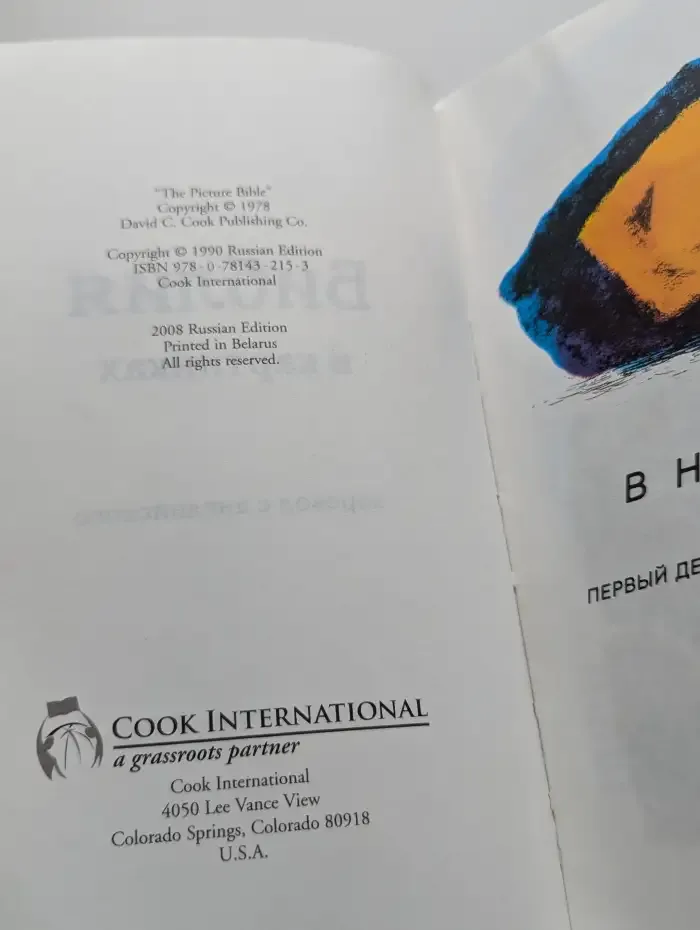 "The Picture Bible"
Copyright © 1978
David C. Cook Publishing Co.
Copyright © 1990 Russian Edition
ISBN 978-0-78143-215-3
Cook International
2008 Russian Edition
Printed in Belarus
All rights reserved.
COOK INTERNATIONAL
a grassroots partner
Cook International
4050 Lee Vance View
Colorado Springs, Colorado 80918
U.S.A.
В Н
ПЕРВЫЙ ДЕ